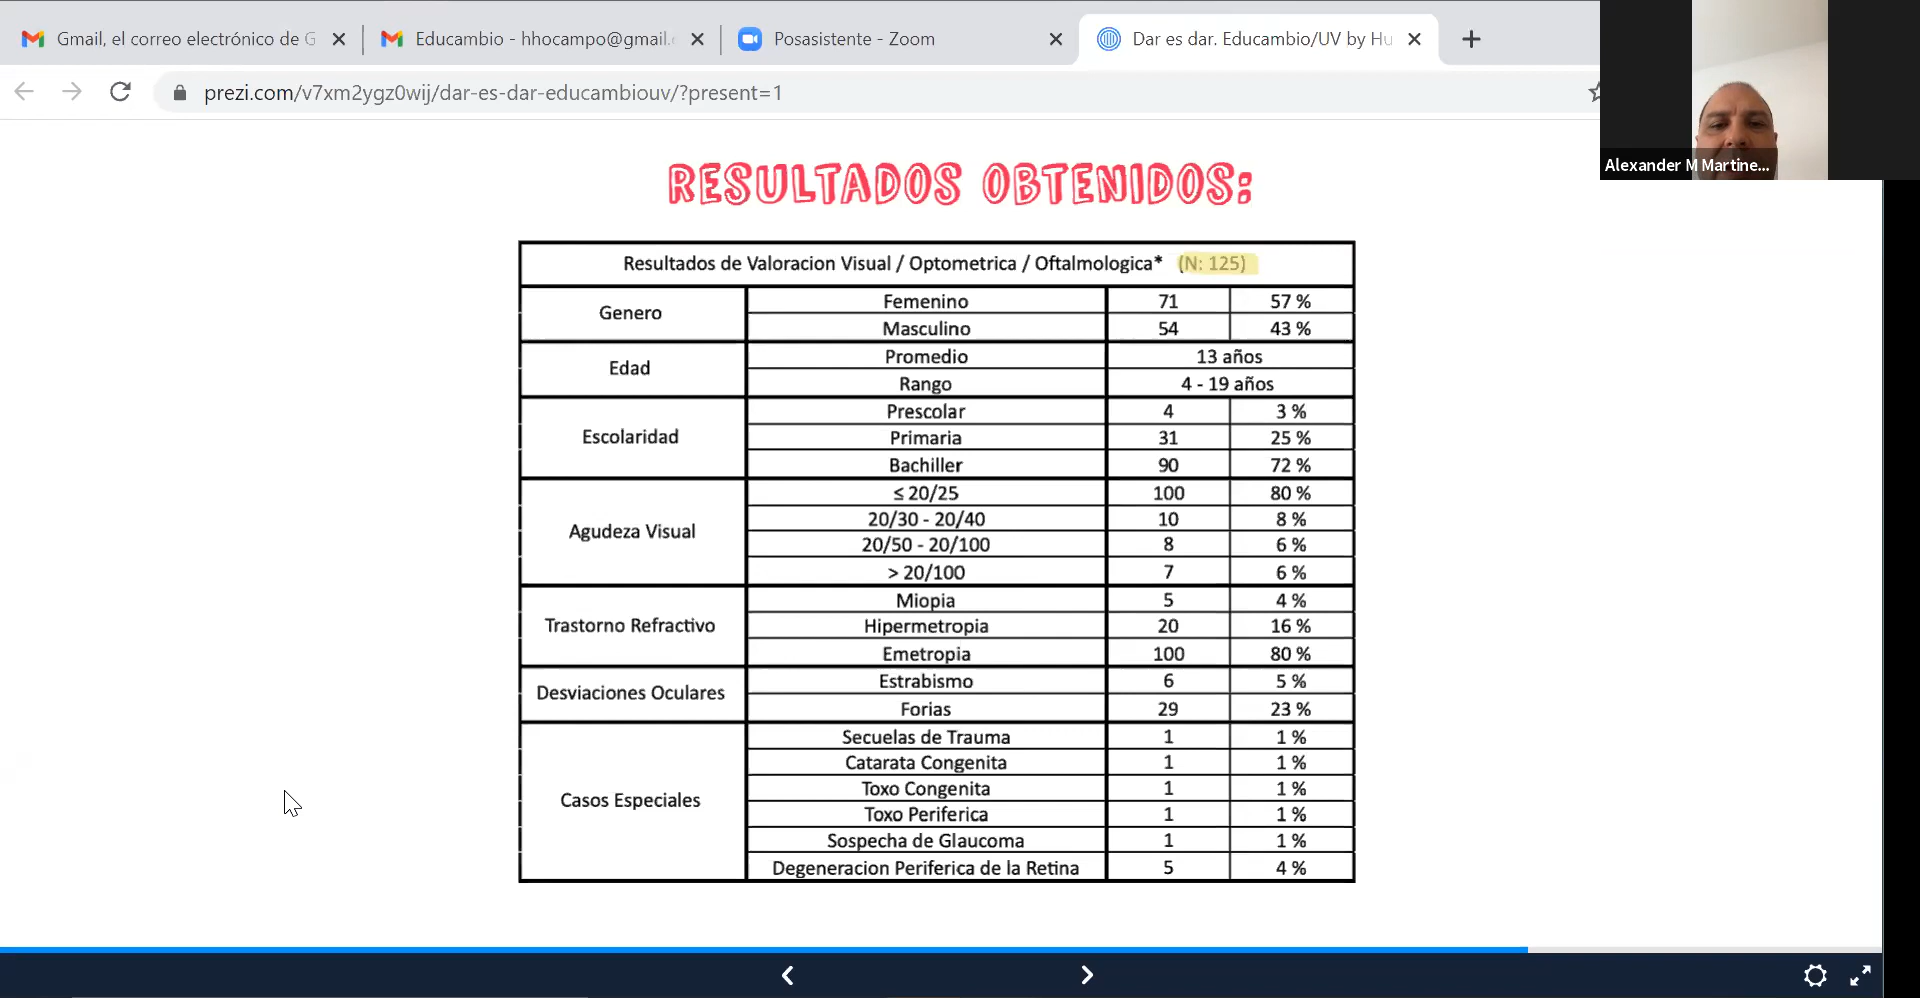 Gmail, el correo electrónico de G
Educambio - hhocampo@gmail.c
Posasistente - Zoom
Dar es dar. Educambio/UV by Hu
prezi.com/v7xm2ygz0wij/dar-es-dar-educambiouv/?present=1
Alexander M Martine...
RESULTADOS OBTENIDOS:
Resultados de Valoracion Visual / Optometrica / Oftalmologica* (N: 125)
Genero
Femenino 71 57 %
Masculino 54 43 %
Edad
Promedio 13 años
Rango 4 - 19 años
Escolaridad
Prescolar 4 3 %
Primaria 31 25 %
Bachiller 90 72 %
Agudeza Visual
≤ 20/25 100 80 %
20/30 - 20/40 10 8 %
20/50 - 20/100 8 6 %
> 20/100 7 6 %
Trastorno Refractivo
Miopia 5 4 %
Hipermetropia 20 16 %
Emetropia 100 80 %
Desviaciones Oculares
Estrabismo 6 5 %
Forias 29 23 %
Casos Especiales
Secuelas de Trauma 1 1 %
Catarata Congenita 1 1 %
Toxo Congenita 1 1 %
Toxo Periferica 1 1 %
Sospecha de Glaucoma 1 1 %
Degeneracion Periferica de la Retina 5 4 %